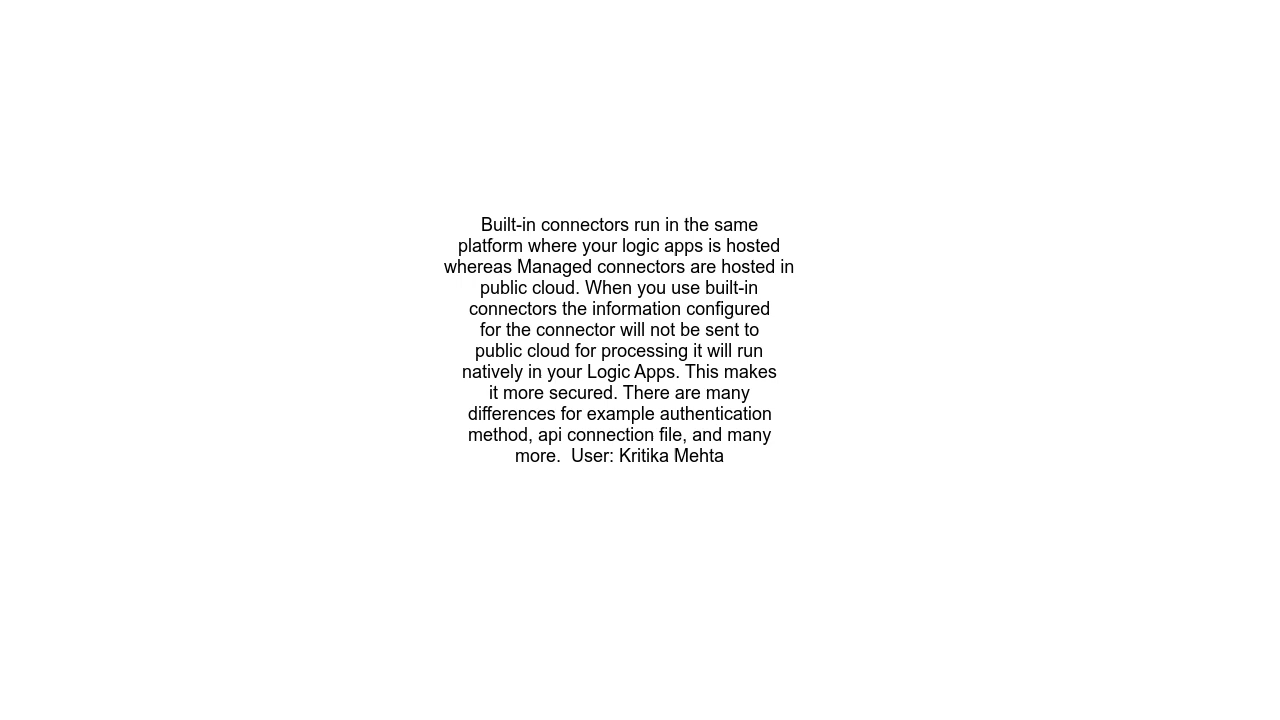 Built-in connectors run in the same
platform where your logic apps is hosted
whereas Managed connectors are hosted in
public cloud. When you use built-in
connectors the information configured
for the connector will not be sent to
public cloud for processing it will run
natively in your Logic Apps. This makes
it more secured. There are many
differences for example authentication
method, api connection file, and many
more.  User: Kritika Mehta